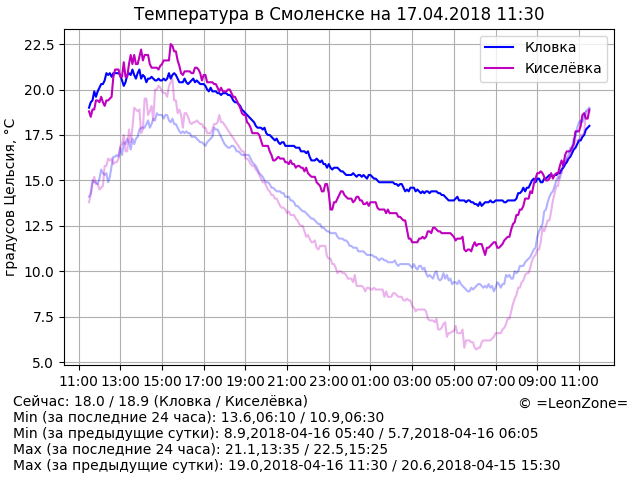 Температура в Смоленске на 17.04.2018 11:30
градусов Цельсия, °C
22.5
20.0
17.5
15.0
12.5
10.0
7.5
5.0
Кловка
Киселёвка
11:00 13:00 15:00 17:00 19:00 21:00 23:00 01:00 03:00 05:00 07:00 09:00 11:00
Сейчас: 18.0 / 18.9 (Кловка / Киселёвка)
© =LeonZone=
Min (за последние 24 часа): 13.6,06:10 / 10.9,06:30
Min (за предыдущие сутки): 8.9,2018-04-16 05:40 / 5.7,2018-04-16 06:05
Max (за последние 24 часа): 21.1,13:35 / 22.5,15:25
Max (за предыдущие сутки): 19.0,2018-04-16 11:30 / 20.6,2018-04-15 15:30